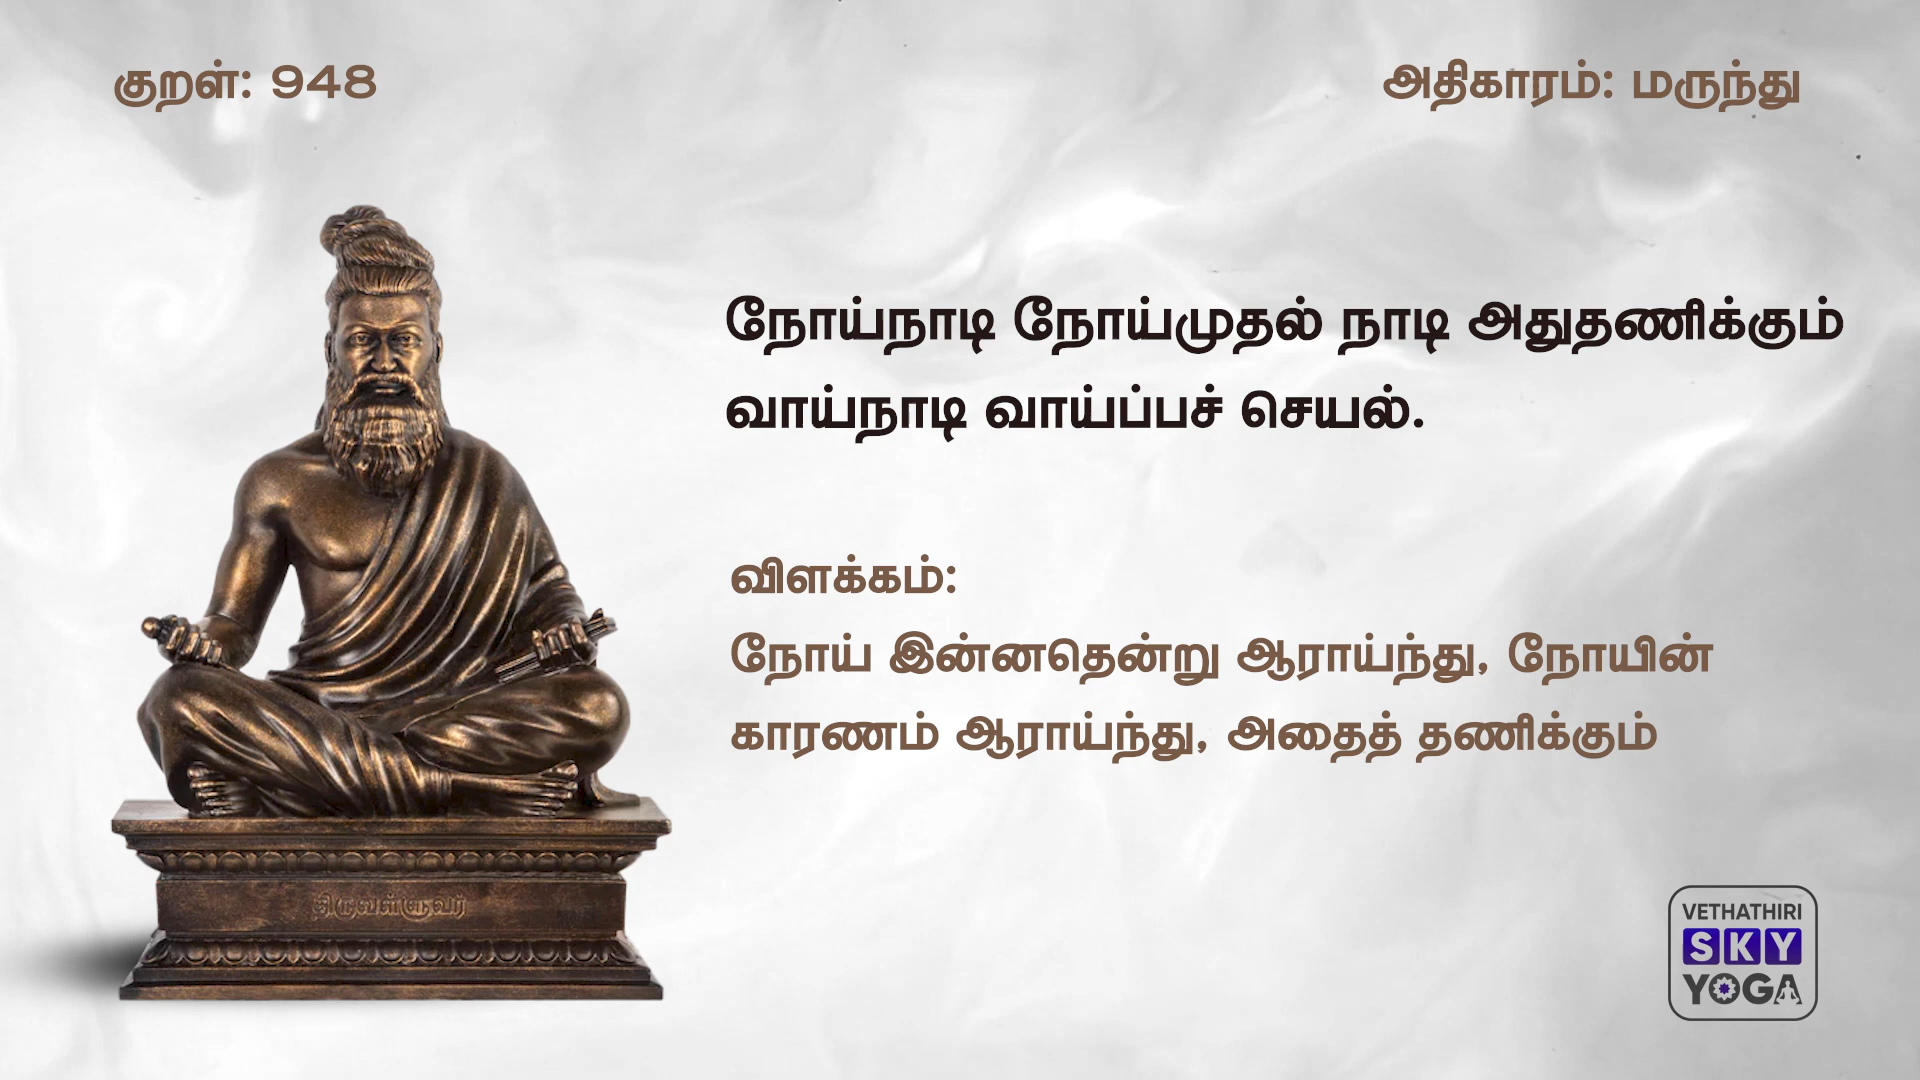 குறள்: 948
அதிகாரம்: மருந்து
நோய்நாடி நோய்முதல் நாடி அதுதணிக்கும்
வாய்நாடி வாய்ப்பச் செயல்.
விளக்கம்:
நோய் இன்னதென்று ஆராய்ந்து, நோயின்
காரணம் ஆராய்ந்து, அதைத் தணிக்கும்
திருவள்ளுவர்
VETHATHIRI
SKY
YOGA